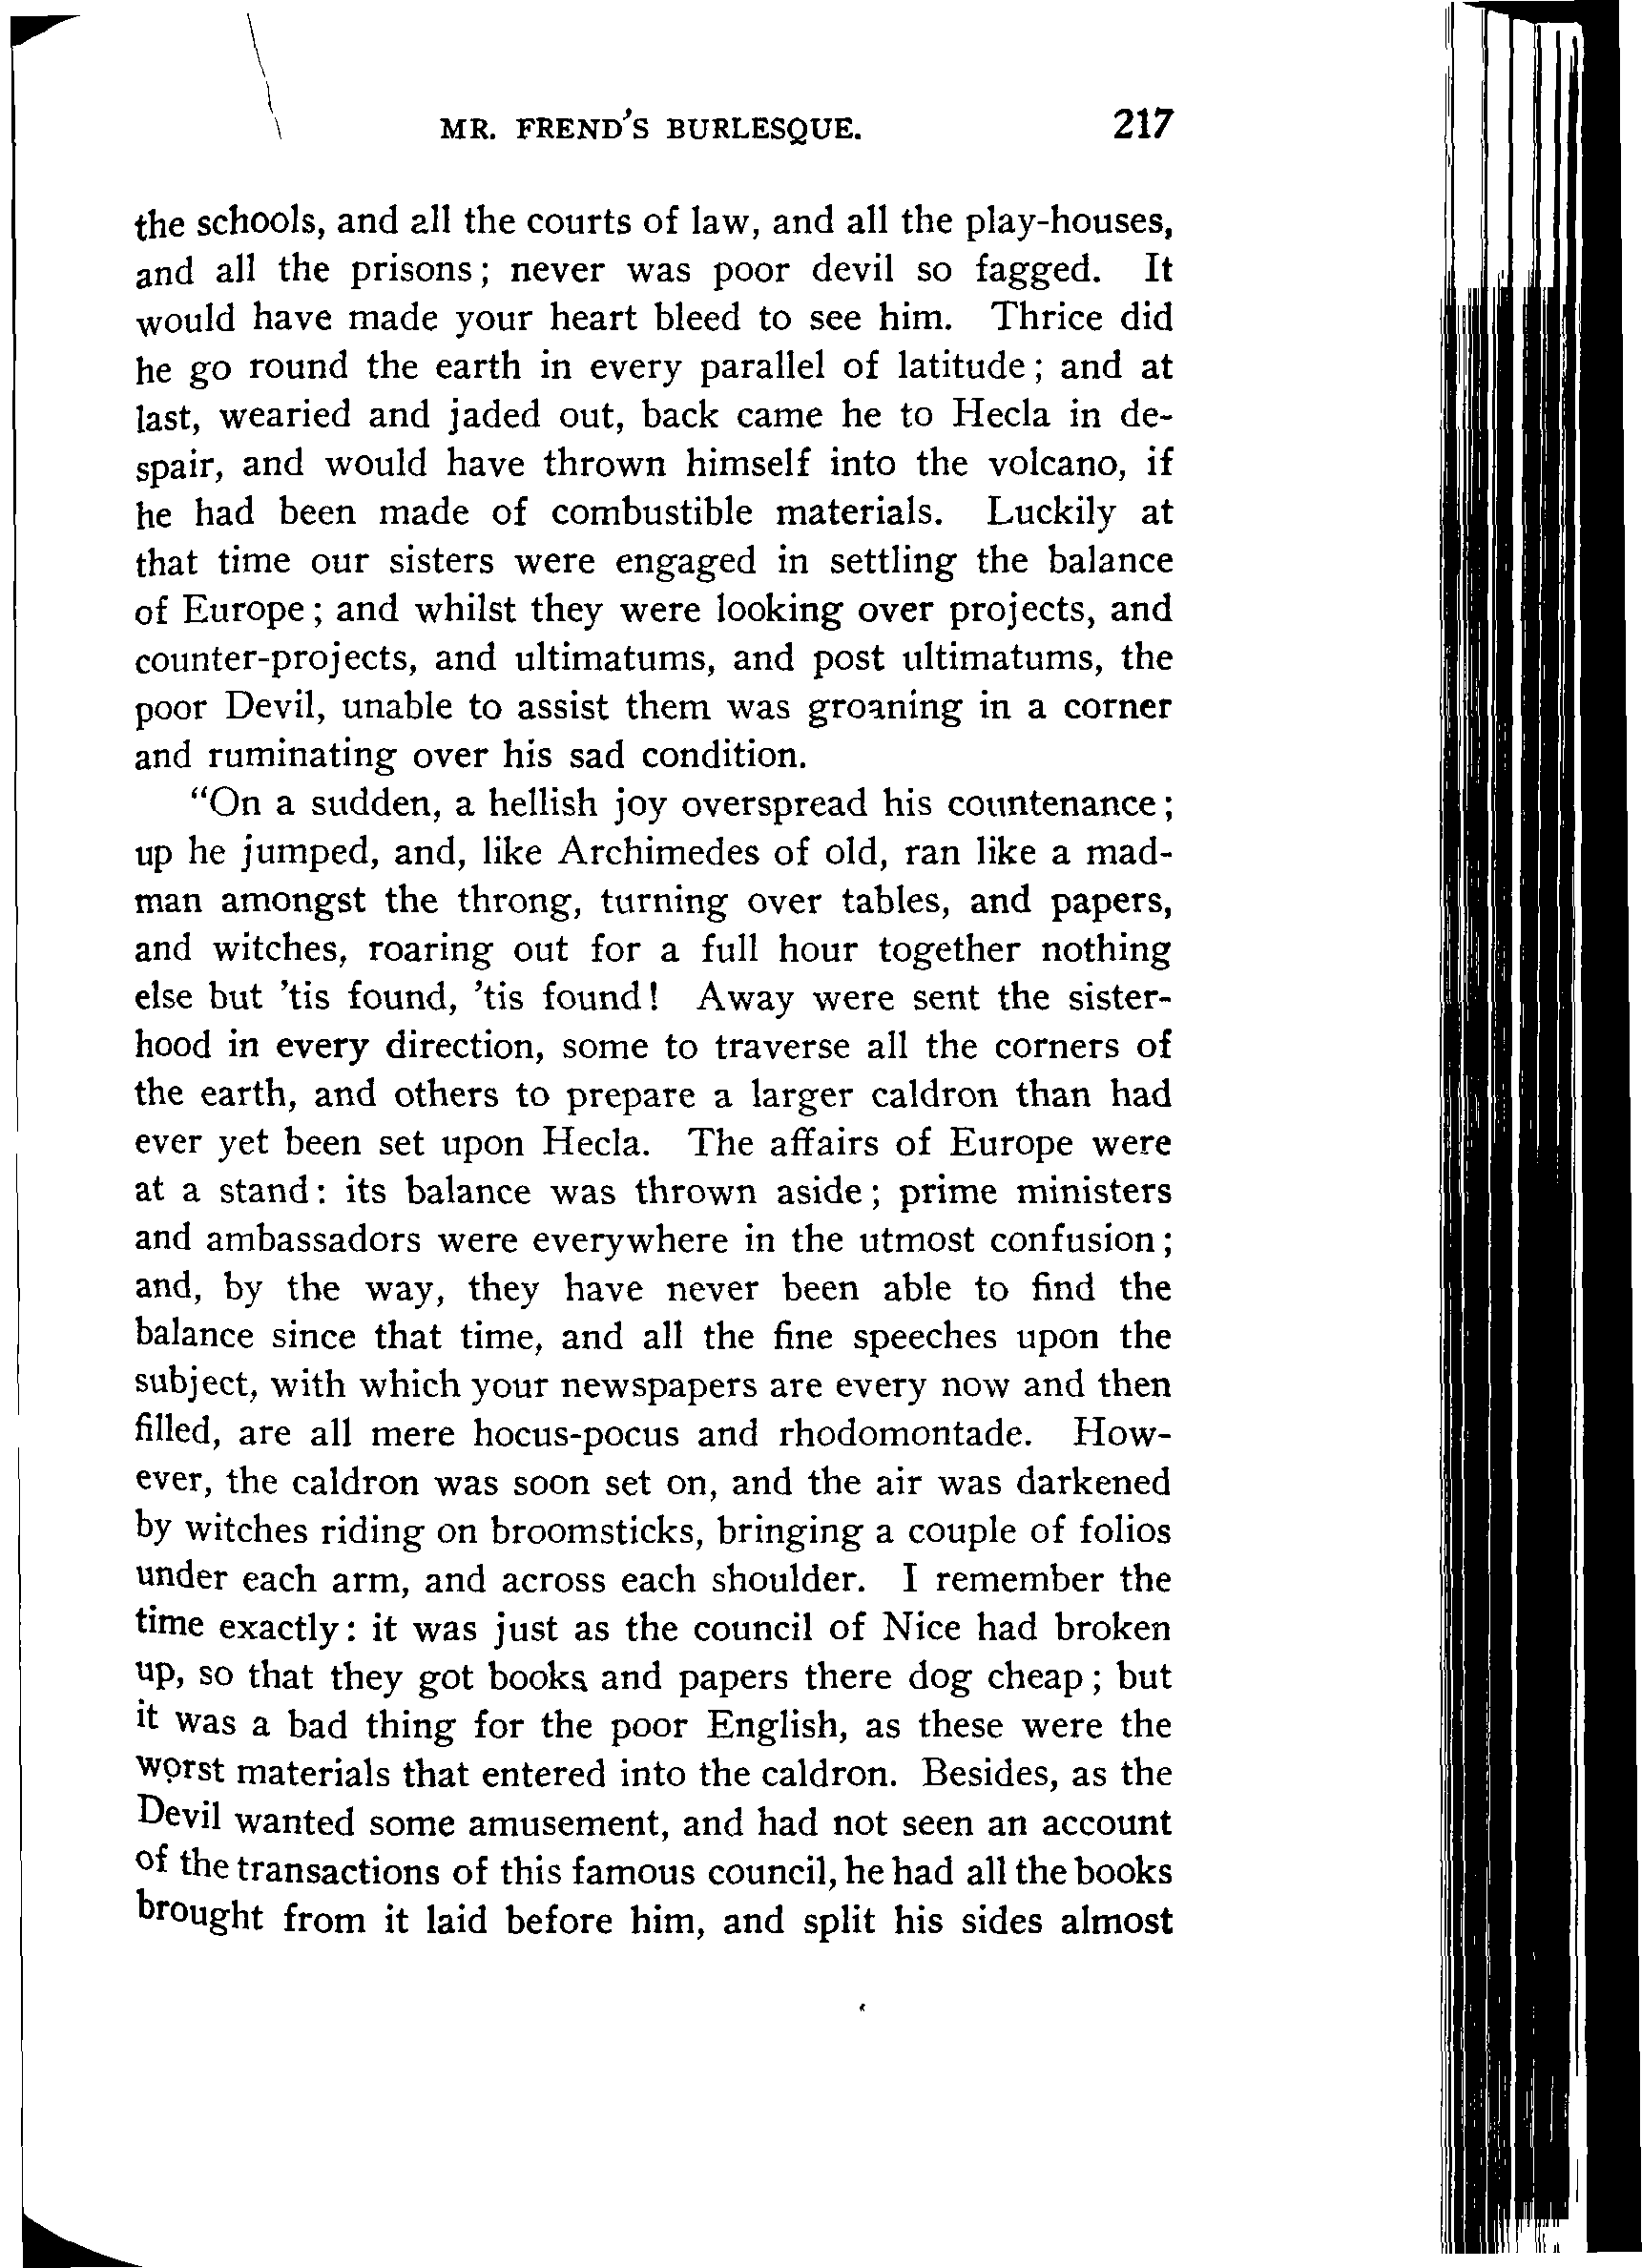 MR. FREND'S BURLESQUE. 217
the schools, and all the courts of law, and all the play-houses,
and all the prisons; never was poor devil so fagged. It
would have made your heart bleed to see him. Thrice did
he go round the earth in every parallel of latitude; and at
last, wearied and jaded out, back came he to Hecla in de-
spair, and would have thrown himself into the volcano, if
he had been made of combustible materials. Luckily at
that time our sisters were engaged in settling the balance
of Europe; and whilst they were looking over projects, and
counter-projects, and ultimatums, and post ultimatums, the
poor Devil, unable to assist them was groaning in a corner
and ruminating over his sad condition.
"On a sudden, a hellish joy overspread his countenance;
up he jumped, and, like Archimedes of old, ran like a mad-
man amongst the throng, turning over tables, and papers,
and witches, roaring out for a full hour together nothing
else but 'tis found, 'tis found! Away were sent the sister-
hood in every direction, some to traverse all the corners of
the earth, and others to prepare a larger caldron than had
ever yet been set upon Hecla. The affairs of Europe were
at a stand: its balance was thrown aside; prime ministers
and ambassadors were everywhere in the utmost confusion;
and, by the way, they have never been able to find the
balance since that time, and all the fine speeches upon the
subject, with which your newspapers are every now and then
filled, are all mere hocus-pocus and rhodomontade. How-
ever, the caldron was soon set on, and the air was darkened
by witches riding on broomsticks, bringing a couple of folios
under each arm, and across each shoulder. I remember the
time exactly: it was just as the council of Nice had broken
up, so that they got books and papers there dog cheap; but
it was a bad thing for the poor English, as these were the
worst materials that entered into the caldron. Besides, as the
Devil wanted some amusement, and had not seen an account
of the transactions of this famous council, he had all the books
brought from it laid before him, and split his sides almost